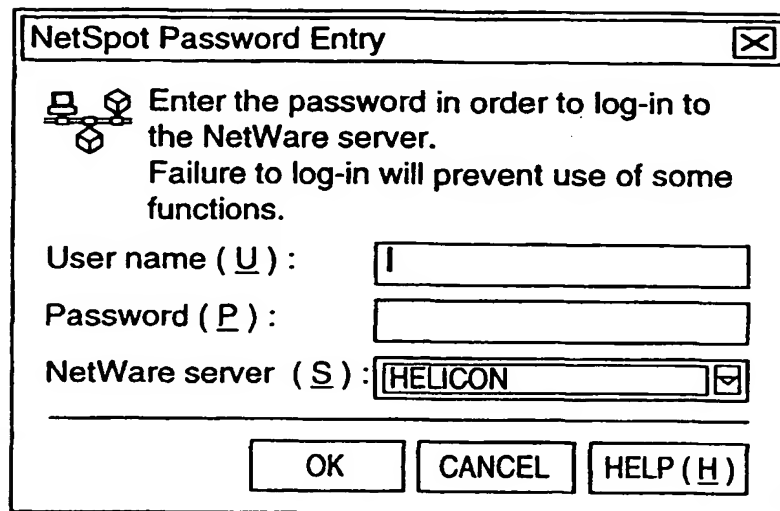 NetSpot Password Entry
Enter the password in order to log-in to
the NetWare server.
Failure to log-in will prevent use of some
functions.
User name ( U ) :
Password ( P ) :
NetWare server ( S ) : HELICON
OK CANCEL HELP ( H )